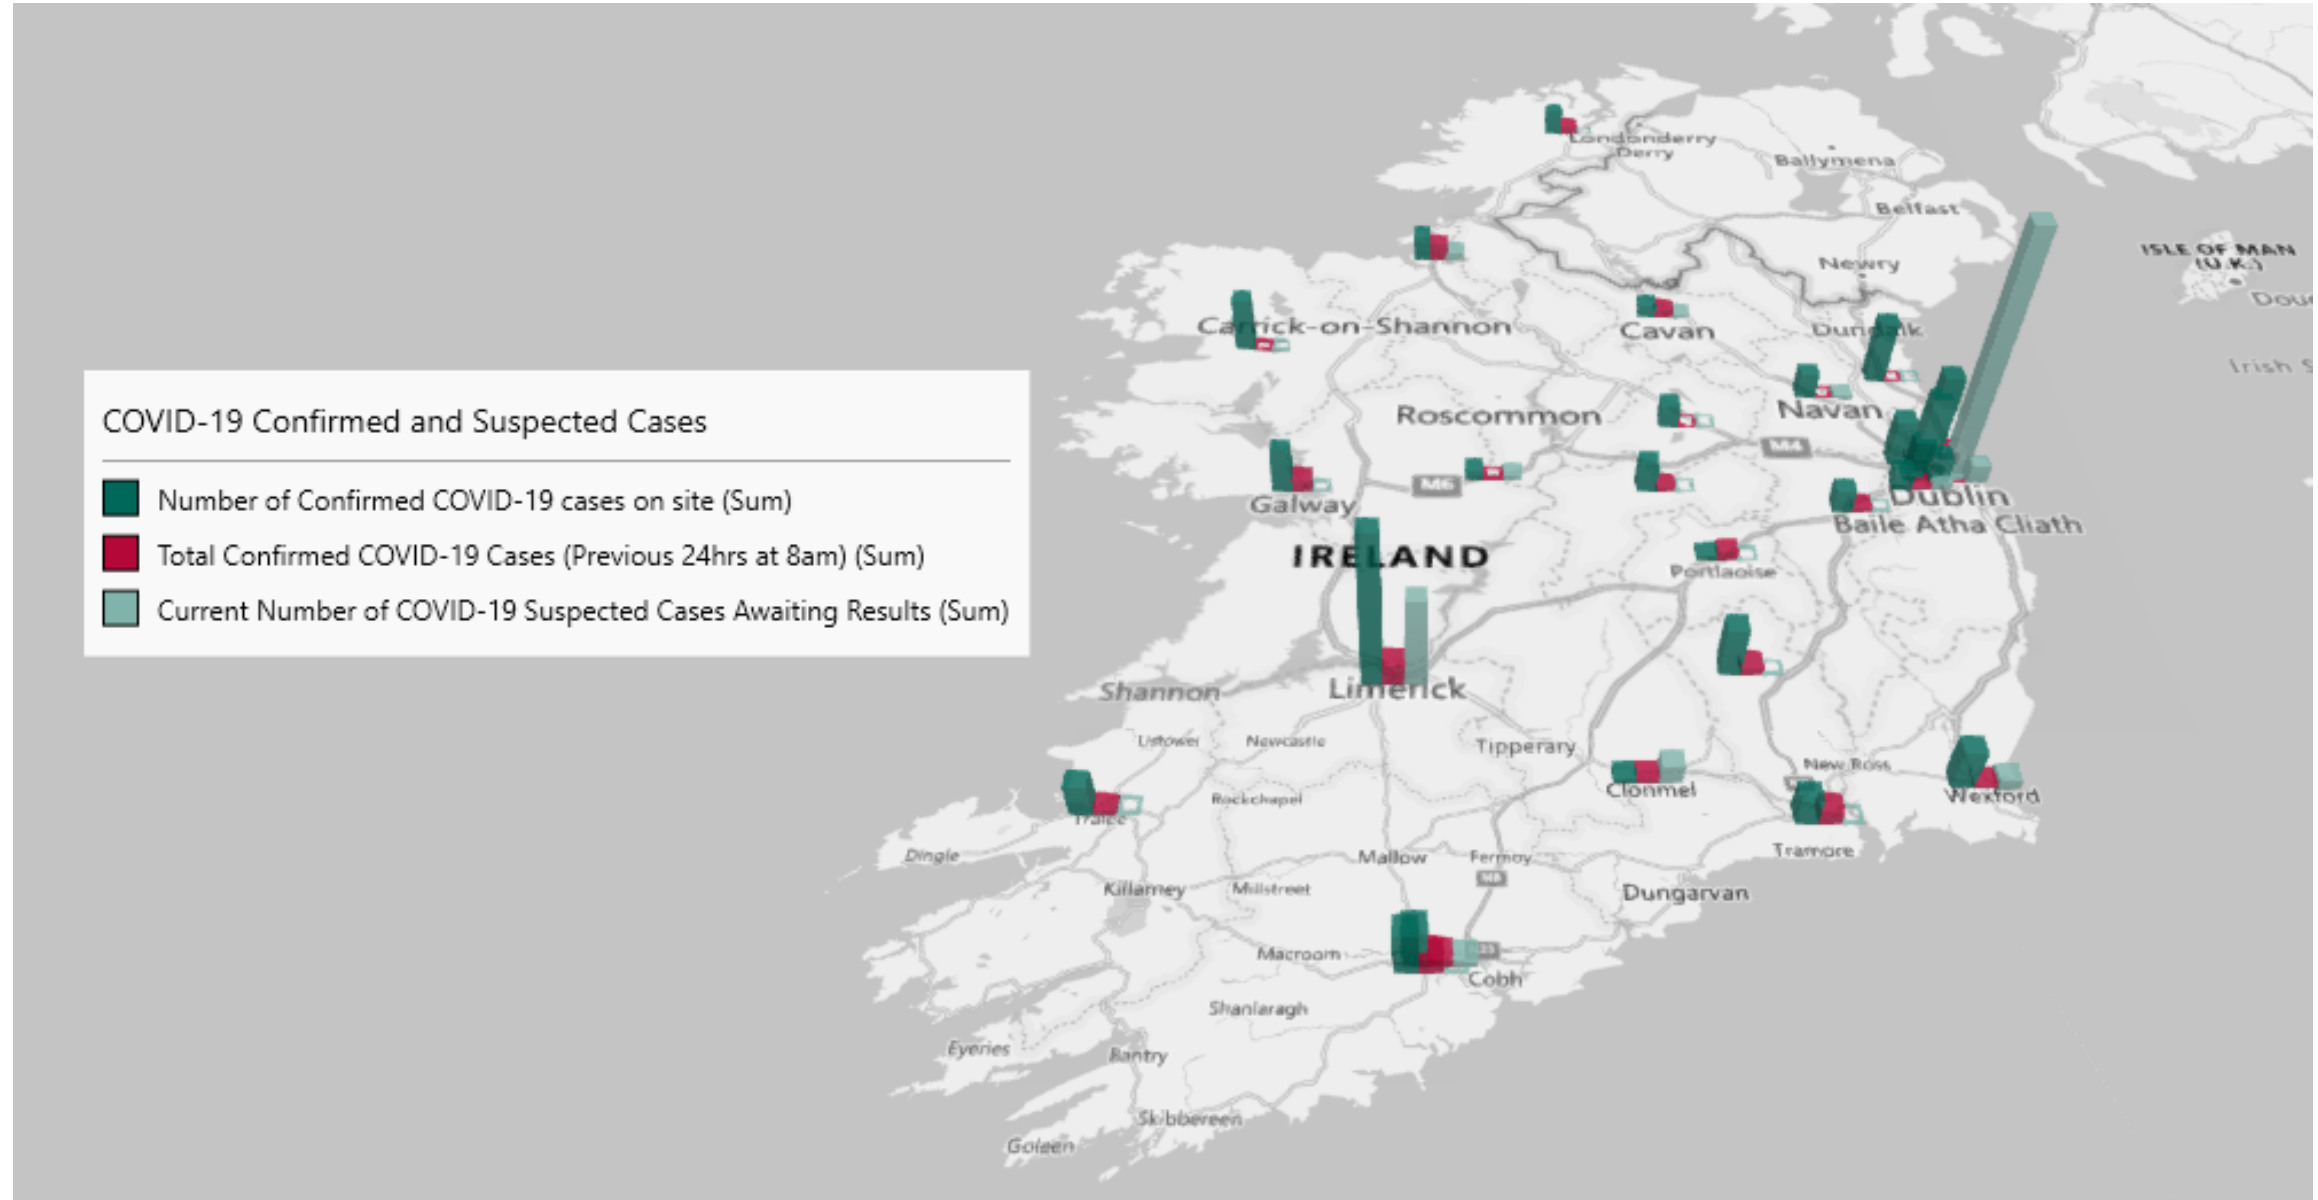 Londonderry
Derry
Ballymena
Belfast
ISLE OF MAN
(U.K.)
Newry
Carrick-on-Shannon
Cavan
Irish S
COVID-19 Confirmed and Suspected Cases
Number of Confirmed COVID-19 cases on site (Sum)
Total Confirmed COVID-19 Cases (Previous 24hrs at 8am) (Sum)
Current Number of COVID-19 Suspected Cases Awaiting Results (Sum)
Roscommon
Navan
M4
M6
Galway
Dublin
Baile Atha Cliath
IRELAND
Portlaoise
Shannon
Limerick
Listowel
Newcastle
Tipperary
New Ross
Rockchapel
Clonmel
Wexford
Tralee
Dingle
Mallow
Fermoy
Tramore
M8
Killarney
Millstreet
Dungarvan
Macroom
Cobh
Shanlaragh
Eyeries
Bantry
Skibbereen
Goleen